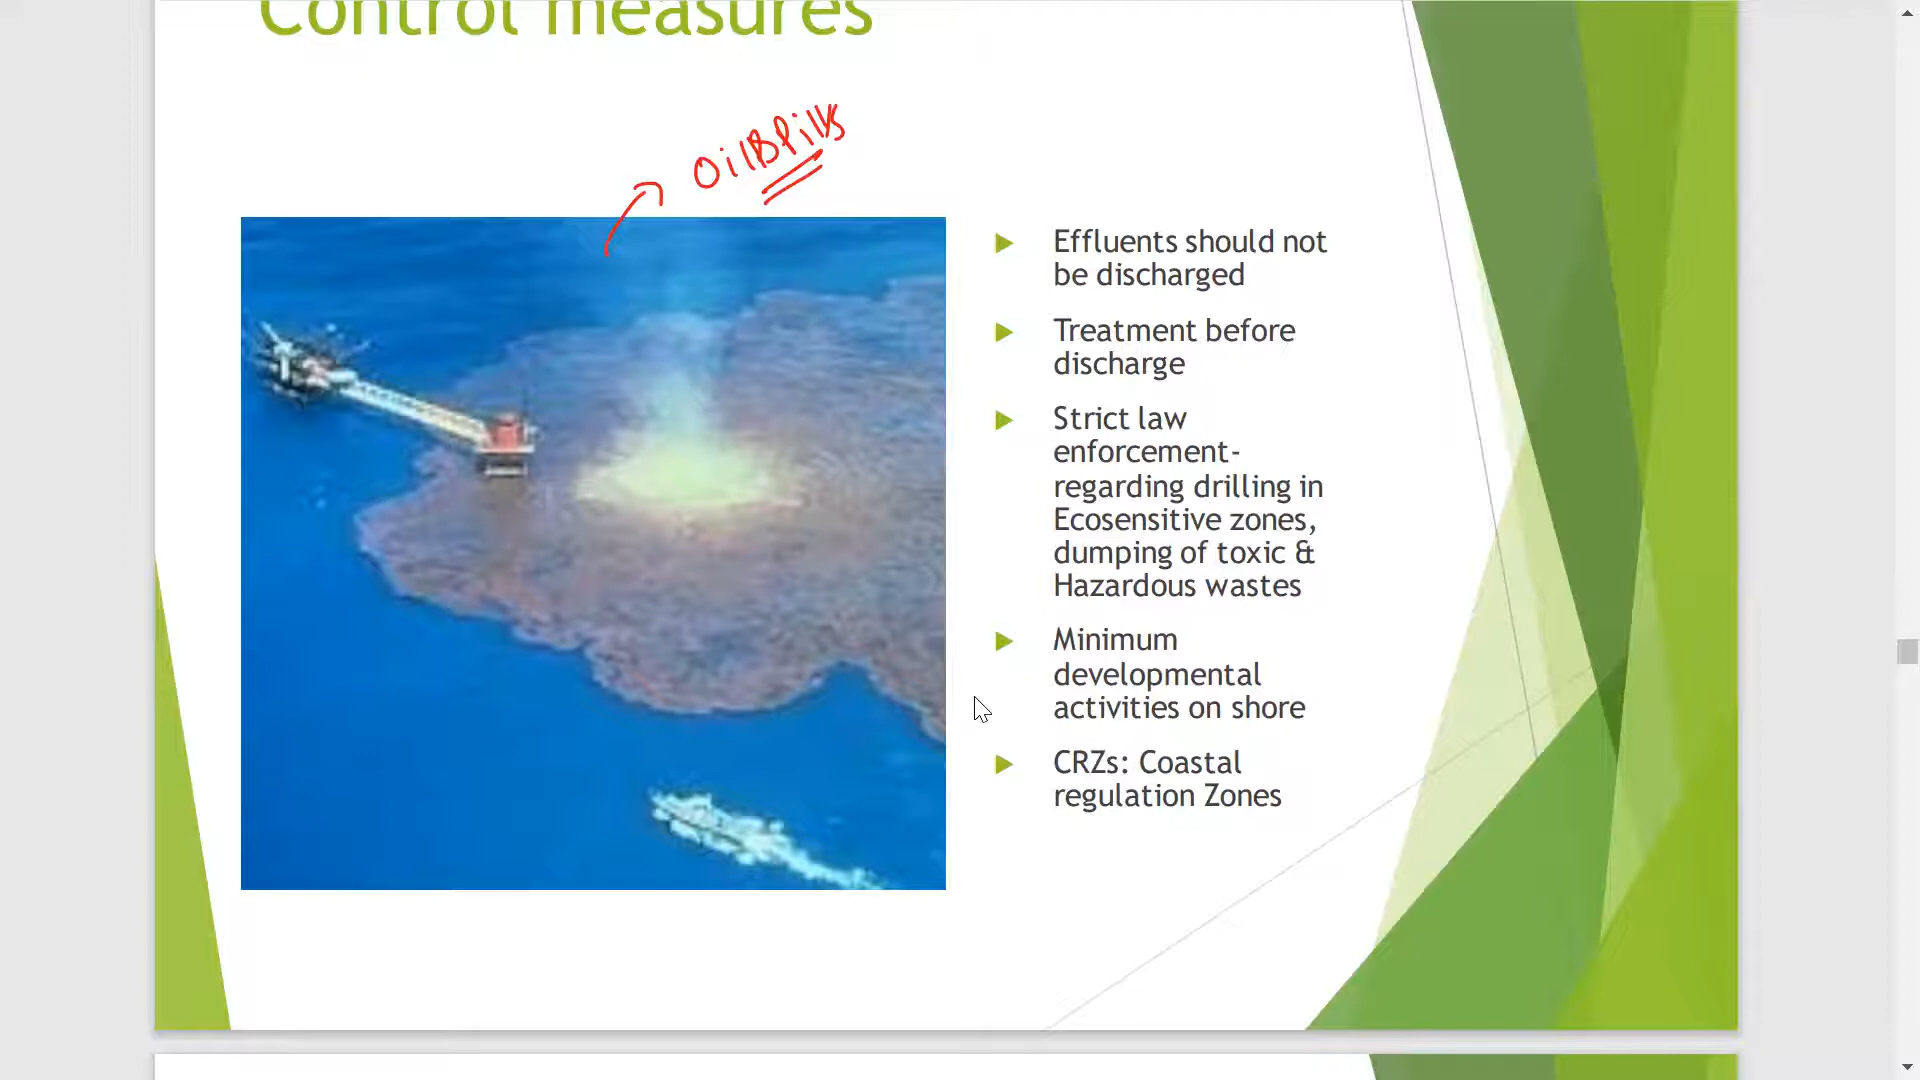 Control measures
Oil Spills
Effluents should not
be discharged
Treatment before
discharge
Strict law
enforcement-
regarding drilling in
Ecosensitive zones,
dumping of toxic &
Hazardous wastes
Minimum
developmental
activities on shore
CRZs: Coastal
regulation Zones